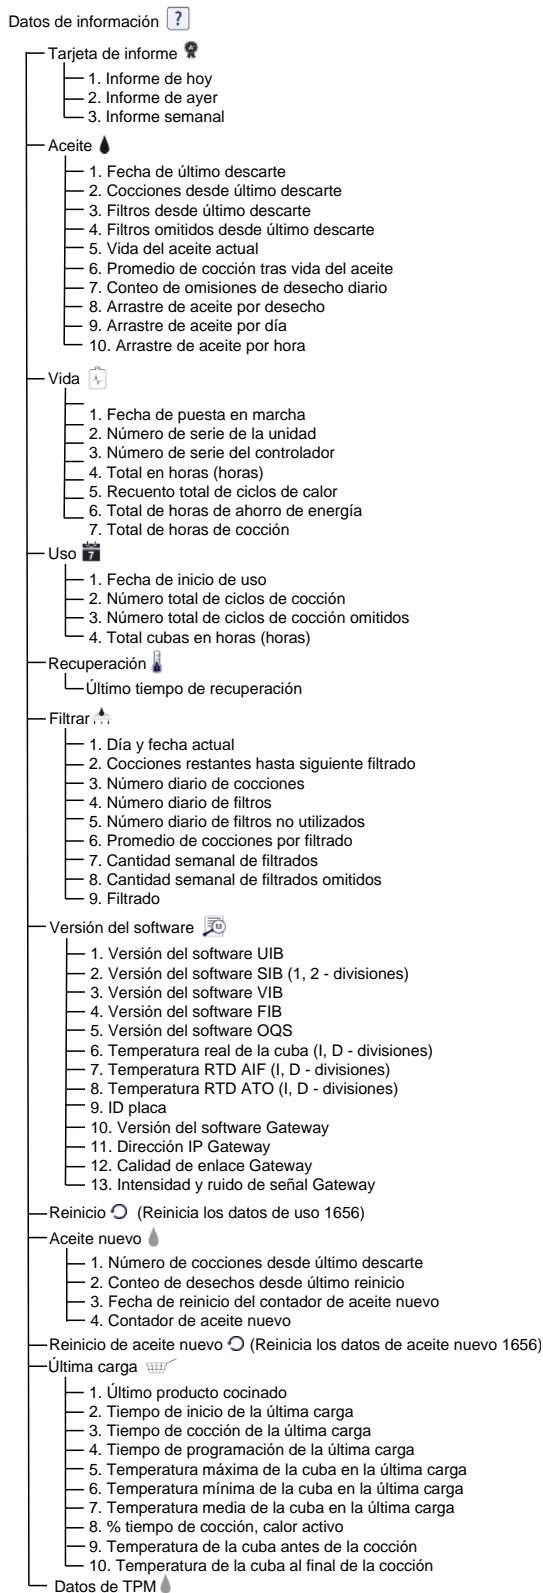 Datos de información ?
Tarjeta de informe
1. Informe de hoy
2. Informe de ayer
3. Informe semanal
Aceite
1. Fecha de último descarte
2. Cocciones desde último descarte
3. Filtros desde último descarte
4. Filtros omitidos desde último descarte
5. Vida del aceite actual
6. Promedio de cocción tras vida del aceite
7. Conteo de omisiones de desecho diario
8. Arrastre de aceite por desecho
9. Arrastre de aceite por día
10. Arrastre de aceite por hora
Vida
1. Fecha de puesta en marcha
2. Número de serie de la unidad
3. Número de serie del controlador
4. Total en horas (horas)
5. Recuento total de ciclos de calor
6. Total de horas de ahorro de energía
7. Total de horas de cocción
Uso 7
1. Fecha de inicio de uso
2. Número total de ciclos de cocción
3. Número total de ciclos de cocción omitidos
4. Total cubas en horas (horas)
Recuperación
Último tiempo de recuperación
Filtrar
1. Día y fecha actual
2. Cocciones restantes hasta siguiente filtrado
3. Número diario de cocciones
4. Número diario de filtros
5. Número diario de filtros no utilizados
6. Promedio de cocciones por filtrado
7. Cantidad semanal de filtrados
8. Cantidad semanal de filtrados omitidos
9. Filtrado
Versión del software
1. Versión del software UIB
2. Versión del software SIB (1, 2 - divisiones)
3. Versión del software VIB
4. Versión del software FIB
5. Versión del software OQS
6. Temperatura real de la cuba (I, D - divisiones)
7. Temperatura RTD AIF (I, D - divisiones)
8. Temperatura RTD ATO (I, D - divisiones)
9. ID placa
10. Versión del software Gateway
11. Dirección IP Gateway
12. Calidad de enlace Gateway
13. Intensidad y ruido de señal Gateway
Reinicio (Reinicia los datos de uso 1656)
Aceite nuevo
1. Número de cocciones desde último descarte
2. Conteo de desechos desde último reinicio
3. Fecha de reinicio del contador de aceite nuevo
4. Contador de aceite nuevo
Reinicio de aceite nuevo (Reinicia los datos de aceite nuevo 1656)
Última carga
1. Último producto cocinado
2. Tiempo de inicio de la última carga
3. Tiempo de cocción de la última carga
4. Tiempo de programación de la última carga
5. Temperatura máxima de la cuba en la última carga
6. Temperatura mínima de la cuba en la última carga
7. Temperatura media de la cuba en la última carga
8. % tiempo de cocción, calor activo
9. Temperatura de la cuba antes de la cocción
10. Temperatura de la cuba al final de la cocción
Datos de TPM